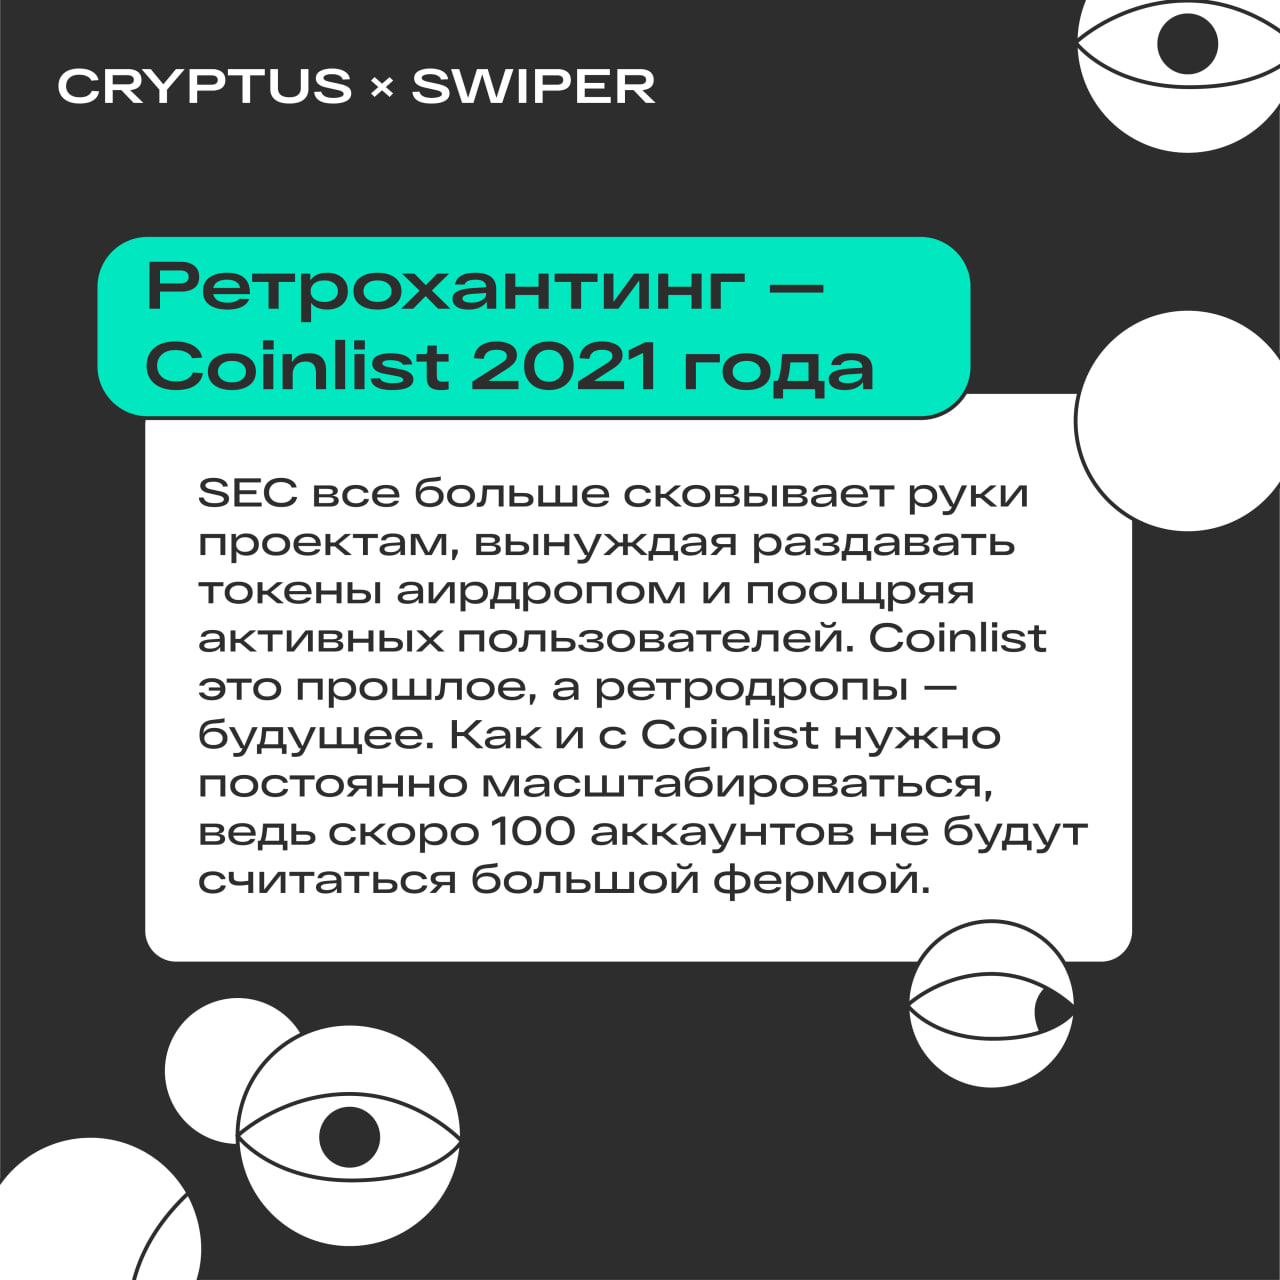 CRYPTUS × SWIPER
Ретрохантинг —
Coinlist 2021 года
SEC все больше сковывает руки
проектам, вынуждая раздавать
токены аирдропом и поощряя
активных пользователей. Coinlist
это прошлое, а ретродропы —
будущее. Как и с Coinlist нужно
постоянно масштабироваться,
ведь скоро 100 аккаунтов не будут
считаться большой фермой.